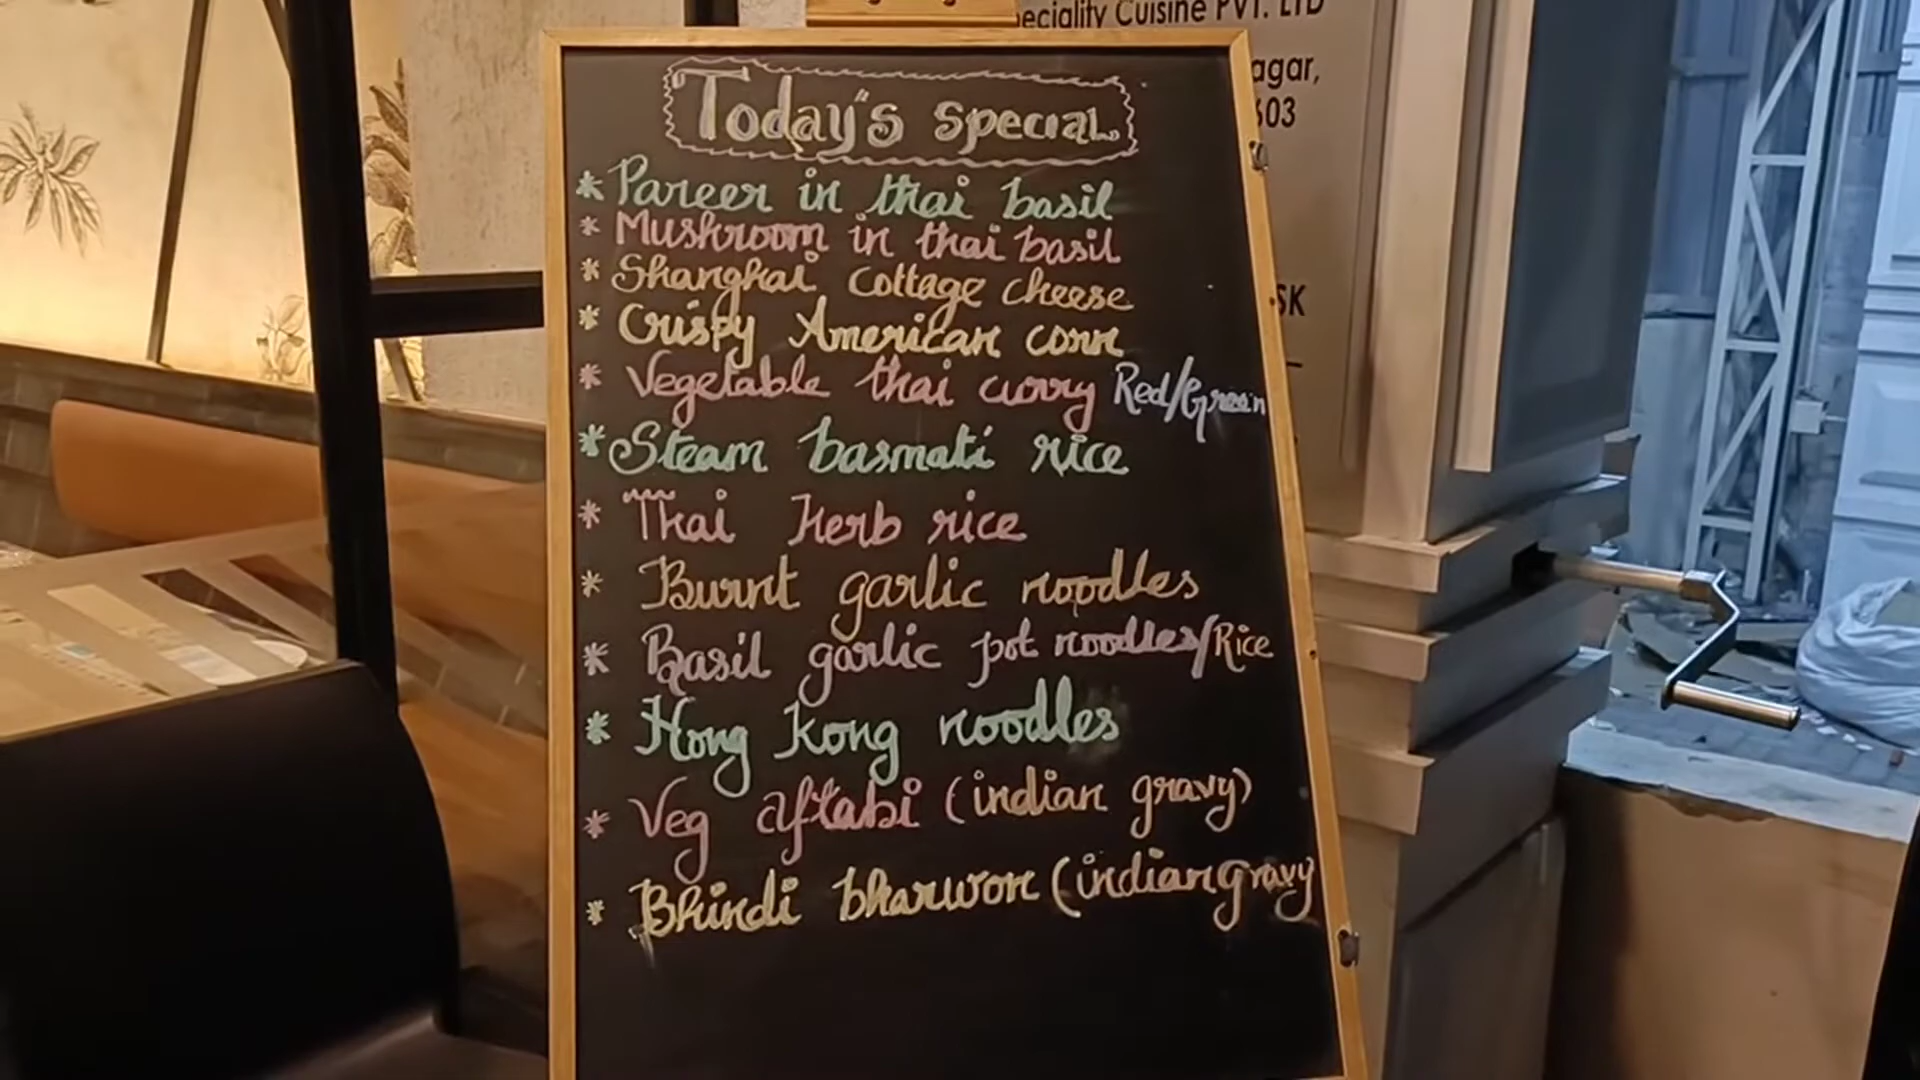 eciality Cuisine PVT. LTD
agar,
603
SK
Today's special
* Paneer in thai basil
* Mushroom in thai basil
* Shanghai cottage cheese
* Crispy American corn
* Vegetable thai curry Red/Green
* Steam basmati rice
* Thai Herb rice
* Burnt garlic noodles
* Basil garlic pot noodles/Rice
* Hong kong noodles
* Veg aftabi (indian gravy)
* Bhindi bharwon (indian gravy